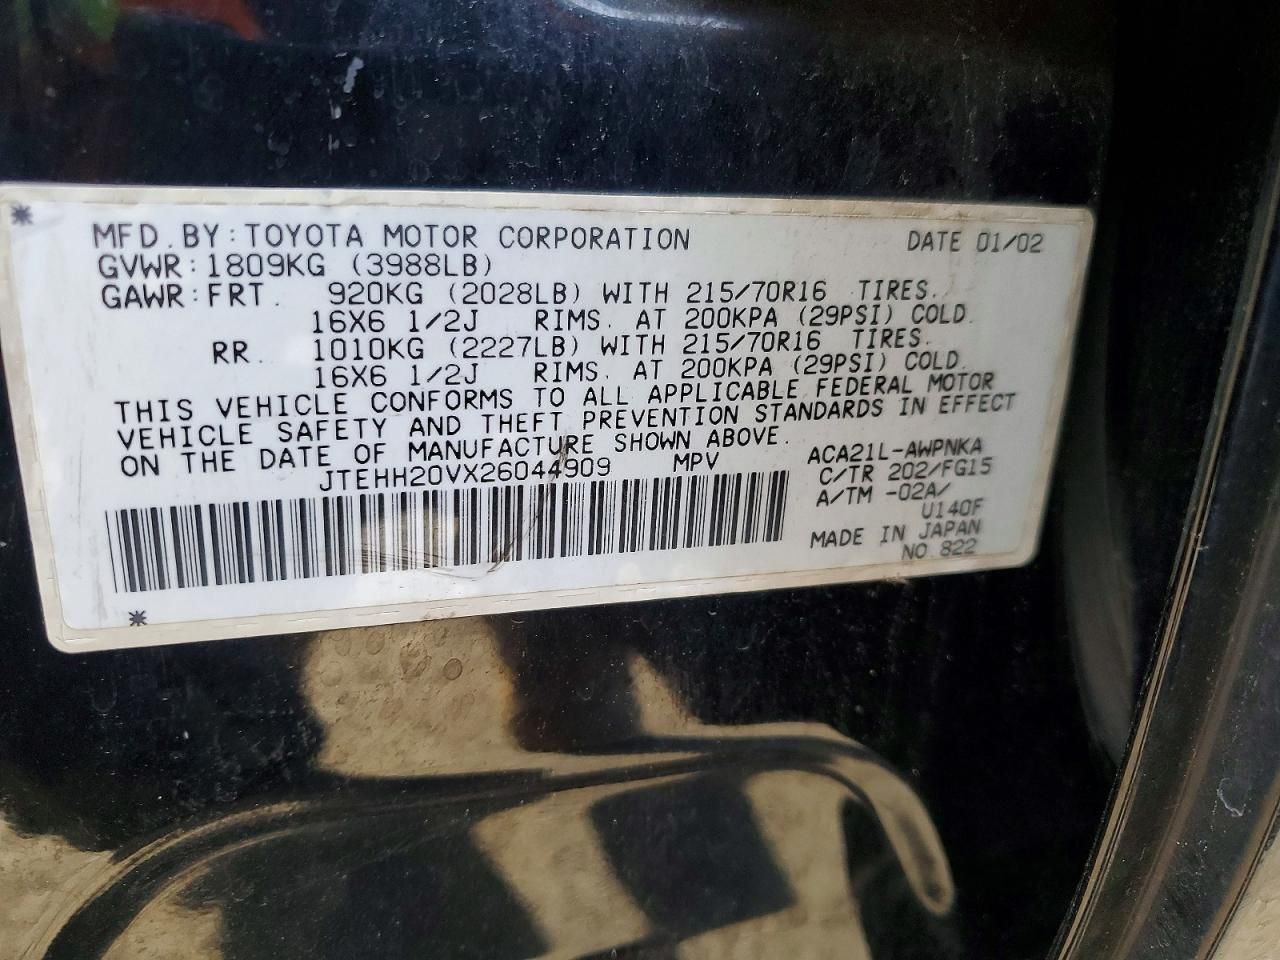 MFD. BY: TOYOTA MOTOR CORPORATION DATE 01/02
GVWR: 1809KG (3988LB)
GAWR: FRT. 920KG (2028LB) WITH 215/70R16 TIRES.
16X6 1/2J RIMS. AT 200KPA (29PSI) COLD.
RR. 1010KG (2227LB) WITH 215/70R16 TIRES.
16X6 1/2J RIMS. AT 200KPA (29PSI) COLD.
THIS VEHICLE CONFORMS TO ALL APPLICABLE FEDERAL MOTOR
VEHICLE SAFETY AND THEFT PREVENTION STANDARDS IN EFFECT
ON THE DATE OF MANUFACTURE SHOWN ABOVE.
JTEHH20VX26044909 MPV
ACA21L-AWPNKA
C/TR 202/FG15
A/TM -02A/
U140F
MADE IN JAPAN
NO 822